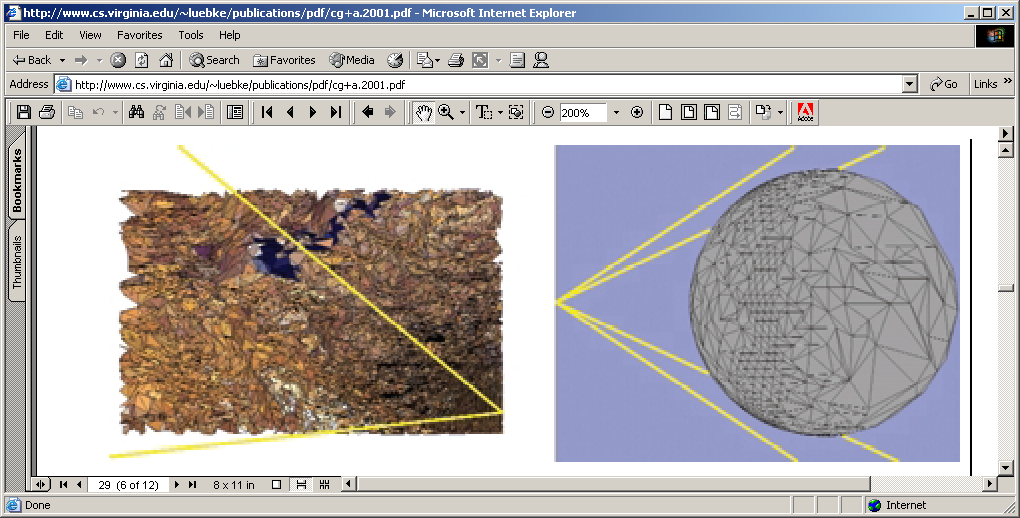 http://www.cs.virginia.edu/~luebke/publications/pdf/cg+a.2001.pdf - Microsoft Internet Explorer
File Edit View Favorites Tools Help
Back Search Favorites Media
Address http://www.cs.virginia.edu/~luebke/publications/pdf/cg+a.2001.pdf Go Links »
200% Adobe
Bookmarks
Thumbnails
29 (6 of 12) 8 x 11 in
Done Internet